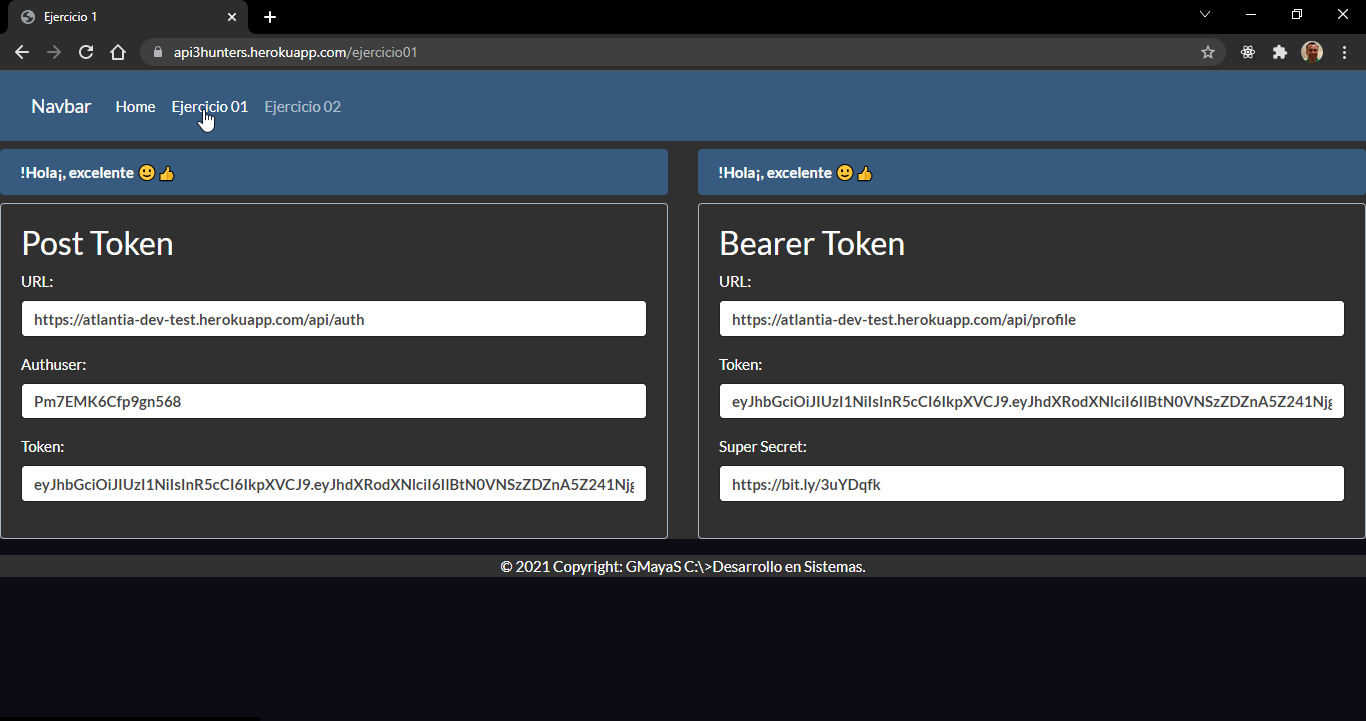 Ejercicio 1
api3hunters.herokuapp.com/ejercicio01
Navbar Home Ejercicio 01 Ejercicio 02
!Hola¡, excelente 🙂👍
Post Token
URL:
https://atlantia-dev-test.herokuapp.com/api/auth
Authuser:
Pm7EMK6Cfp9gn568
Token:
eyJhbGciOiJIUzI1NiIsInR5cCI6IkpXVCJ9.eyJhdXRodXNlciI6IlBtN0VNSzZDZnA5Z241Njg
!Hola¡, excelente 🙂👍
Bearer Token
URL:
https://atlantia-dev-test.herokuapp.com/api/profile
Token:
eyJhbGciOiJIUzI1NiIsInR5cCI6IkpXVCJ9.eyJhdXRodXNlciI6IlBtN0VNSzZDZnA5Z241Njg
Super Secret:
https://bit.ly/3uYDqfk
© 2021 Copyright: GMayaS C:\>Desarrollo en Sistemas.